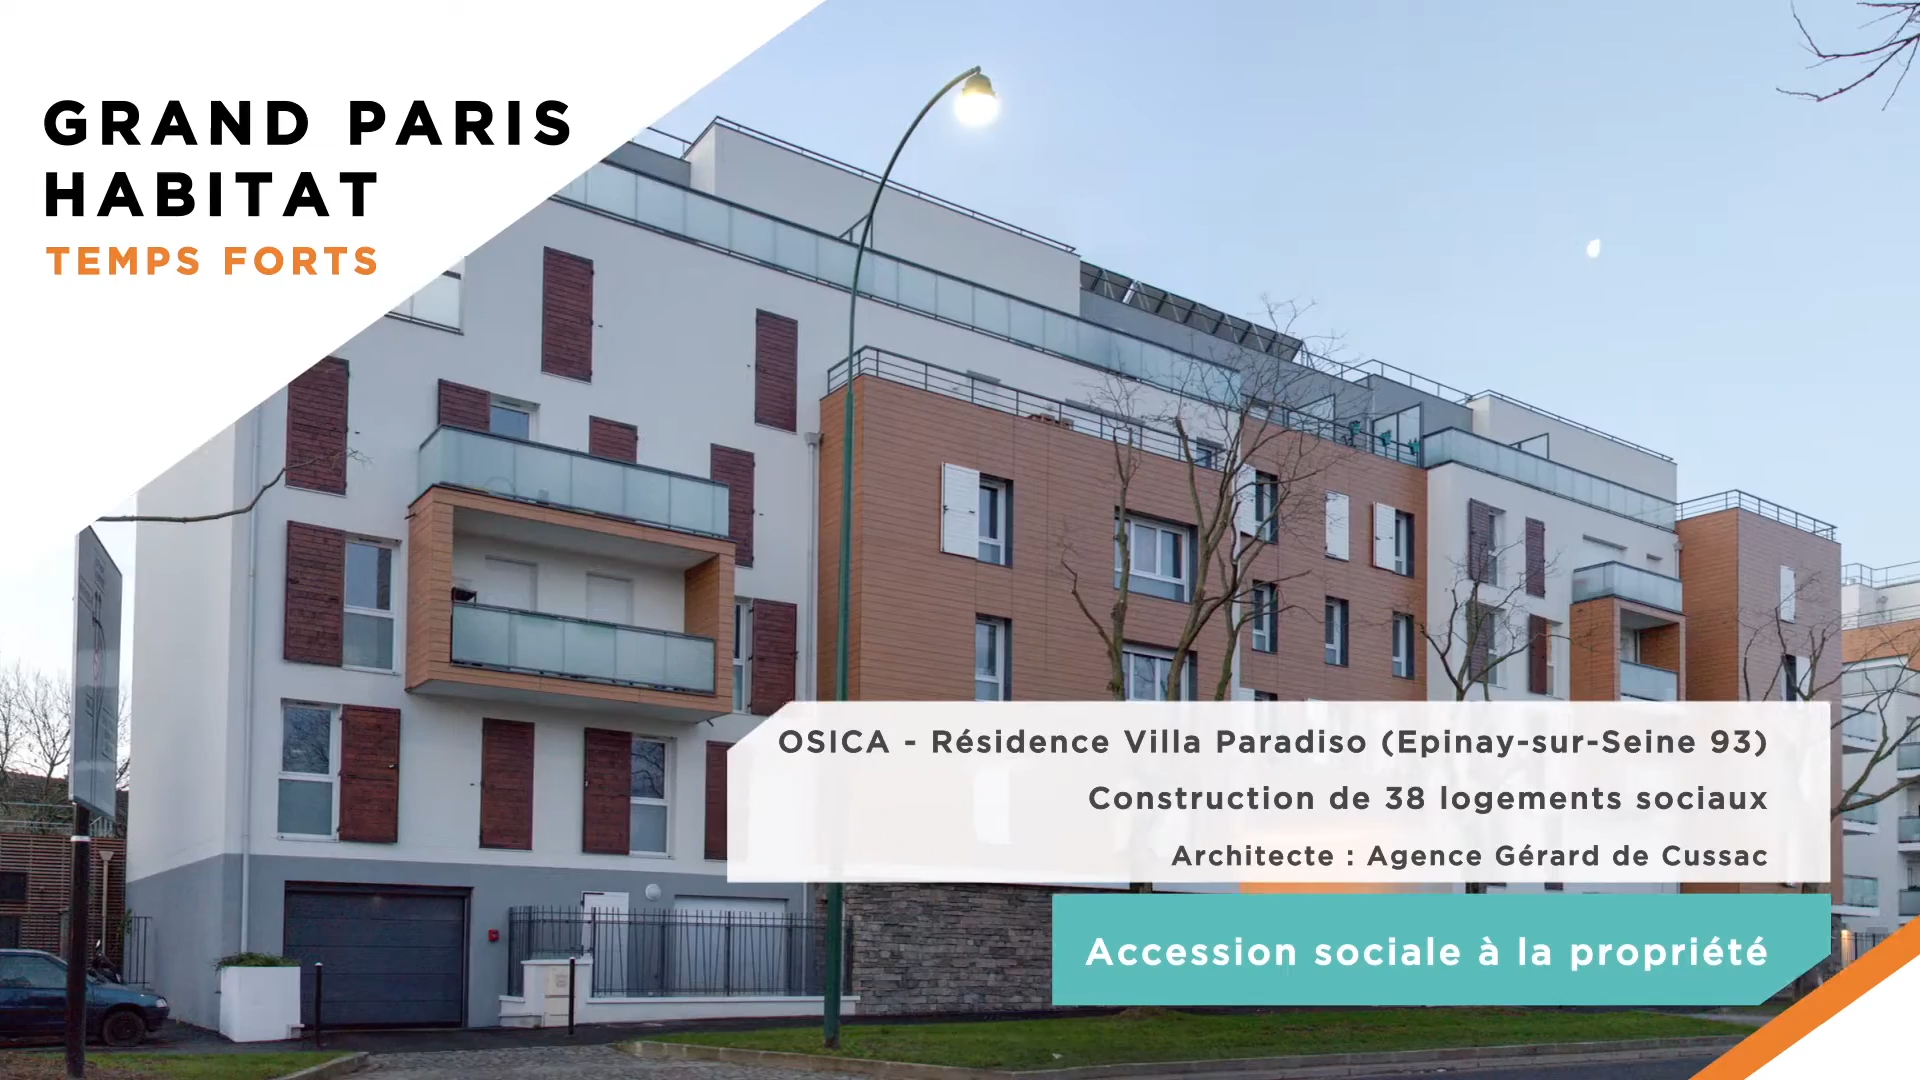 GRAND PARIS
HABITAT
TEMPS FORTS
OSICA - Résidence Villa Paradiso (Epinay-sur-Seine 93)
Construction de 38 logements sociaux
Architecte : Agence Gérard de Cussac
Accession sociale à la propriété